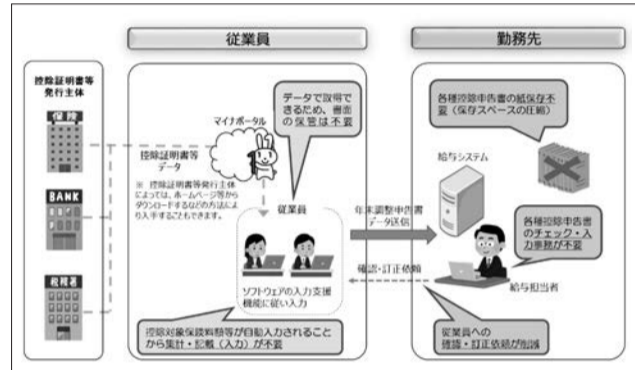 従業員
勤務先
控除証明書等
発行主体
保険
BANK
税務署
マイナポータル
控除証明書等
データ
※ 控除証明書等発行主体
によっては、ホームページ等から
ダウンロードするなどの方法によ
り入手することもできます。
データで取得で
きるため、書面
の保管は不要
従業員
ソフトウェアの入力支援
機能に従い入力
控除対象保険料額等が自動入力されること
から集計・記載（入力）が不要
年末調整申告書
データ送信
確認・訂正依頼
各種控除申告書の紙保存不
要（保存スペースの圧縮）
給与システム
各種控除申告書
のチェック・入
力事務が不要
給与担当者
従業員への
確認・訂正依頼が削減